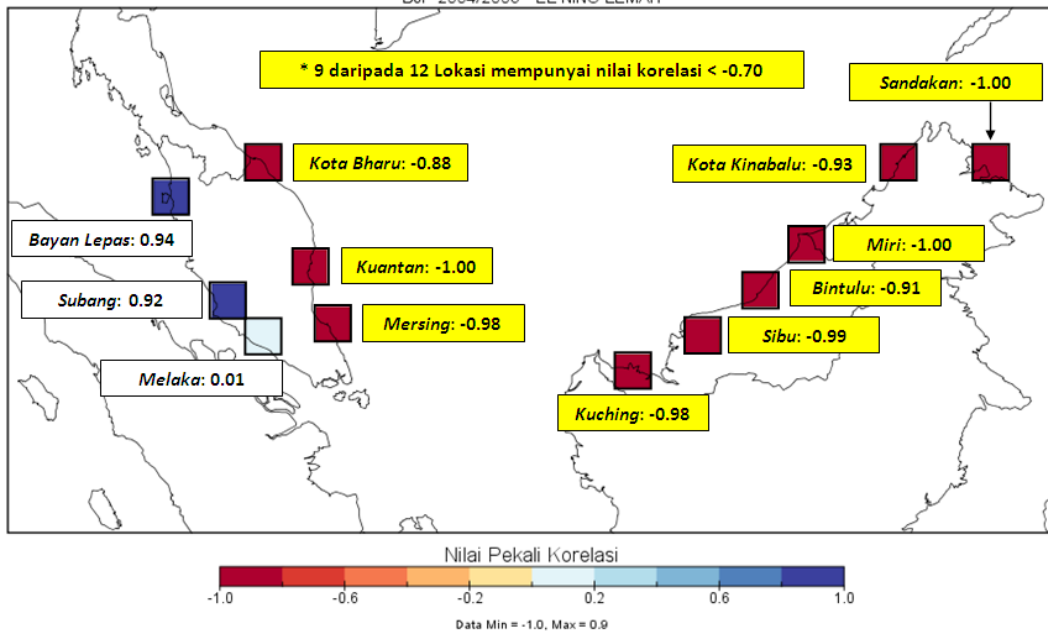 * 9 daripada 12 Lokasi mempunyai nilai korelasi < -0.70
Sandakan: -1.00
Kota Bharu: -0.88
Kota Kinabalu: -0.93
Bayan Lepas: 0.94
Kuantan: -1.00
Miri: -1.00
Subang: 0.92
Bintulu: -0.91
Mersing: -0.98
Sibu: -0.99
Melaka: 0.01
Kuching: -0.98
Nilai Pekali Korelasi
-1.0 -0.6 -0.2 0.2 0.6 1.0
Data Min = -1.0, Max = 0.9